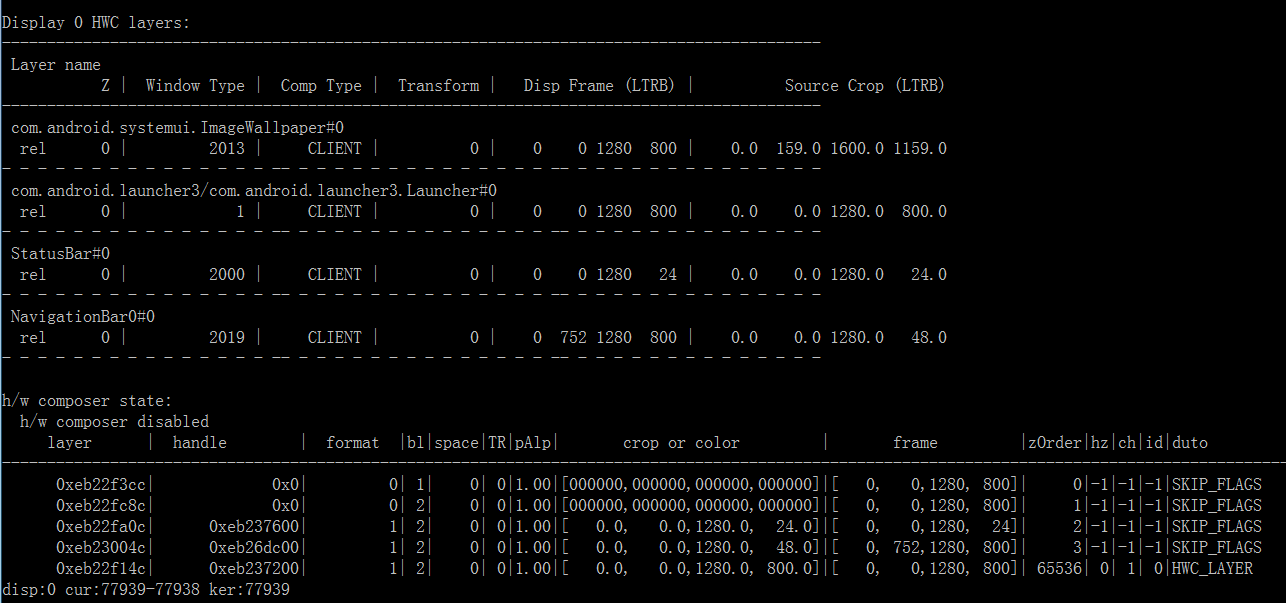 Display 0 HWC layers:
-------------------------------------------------------------------------------------------
 Layer name
           Z |  Window Type |  Comp Type |  Transform |   Disp Frame (LTRB) |          Source Crop (LTRB)
-------------------------------------------------------------------------------------------
 com.android.systemui.ImageWallpaper#0
  rel      0 |         2013 |     CLIENT |          0 |    0    0 1280  800 |    0.0  159.0 1600.0 1159.0
- - - - - - - - - - - - - - - -- - - - - - - - - - - - - - - -- - - - - - - - - - - - - - -
 com.android.launcher3/com.android.launcher3.Launcher#0
  rel      0 |            1 |     CLIENT |          0 |    0    0 1280  800 |    0.0    0.0 1280.0  800.0
- - - - - - - - - - - - - - - -- - - - - - - - - - - - - - - -- - - - - - - - - - - - - - -
 StatusBar#0
  rel      0 |         2000 |     CLIENT |          0 |    0    0 1280   24 |    0.0    0.0 1280.0   24.0
- - - - - - - - - - - - - - - -- - - - - - - - - - - - - - - -- - - - - - - - - - - - - - -
 NavigationBar0#0
  rel      0 |         2019 |     CLIENT |          0 |    0  752 1280  800 |    0.0    0.0 1280.0   48.0
- - - - - - - - - - - - - - - -- - - - - - - - - - - - - - - -- - - - - - - - - - - - - - -
h/w composer state:
  h/w composer disabled
     layer      |  handle        |  format  |bl|space|TR|pAlp|       crop or color         |       frame         |zOrder|hz|ch|id|duto
----------------------------------------------------------------------------------------------------------------------------------------------
      0xeb22f3cc|             0x0|         0| 1|    0| 0|1.00|[000000,000000,000000,000000]|[   0,   0,1280, 800]|     0|-1|-1|-1|SKIP_FLAGS
      0xeb22fc8c|             0x0|         0| 2|    0| 0|1.00|[000000,000000,000000,000000]|[   0,   0,1280, 800]|     1|-1|-1|-1|SKIP_FLAGS
      0xeb22fa0c|      0xeb237600|         1| 2|    0| 0|1.00|[   0.0,   0.0,1280.0,  24.0]|[   0,   0,1280,  24]|     2|-1|-1|-1|SKIP_FLAGS
      0xeb23004c|      0xeb26dc00|         1| 2|    0| 0|1.00|[   0.0,   0.0,1280.0,  48.0]|[   0, 752,1280, 800]|     3|-1|-1|-1|SKIP_FLAGS
      0xeb22f14c|      0xeb237200|         1| 2|    0| 0|1.00|[   0.0,   0.0,1280.0, 800.0]|[   0,   0,1280, 800]| 65536| 0| 1| 0|HWC_LAYER
disp:0 cur:77939-77938 ker:77939